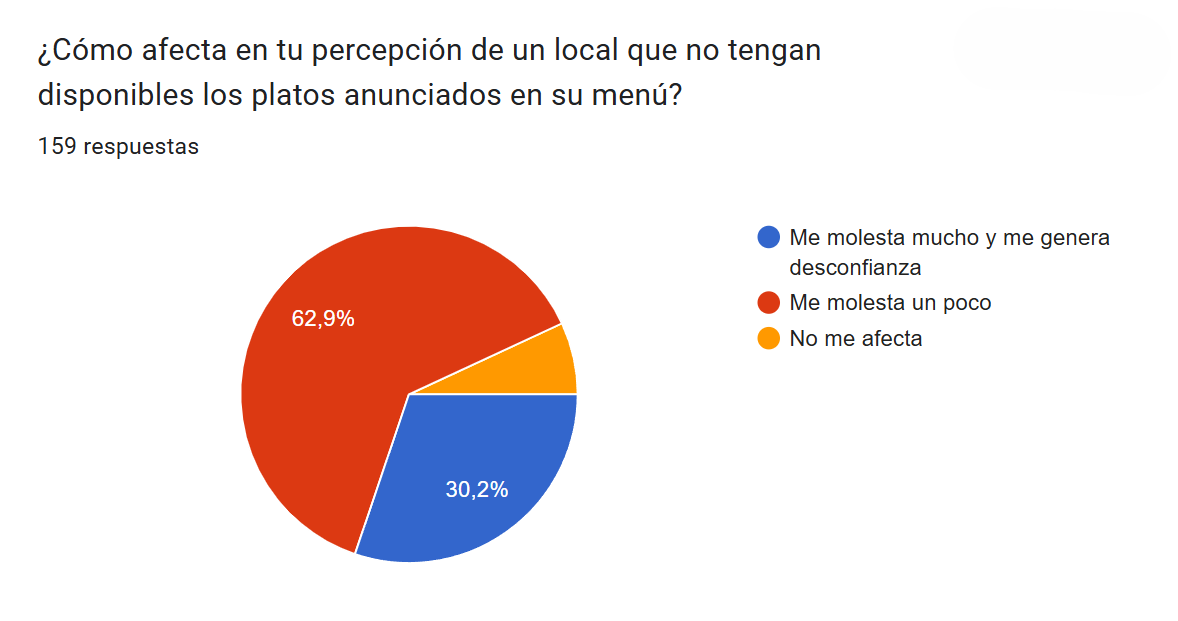 ¿Cómo afecta en tu percepción de un local que no tengan
disponibles los platos anunciados en su menú?
159 respuestas
Me molesta mucho y me genera
desconfianza
Me molesta un poco
No me afecta
62,9%
30,2%